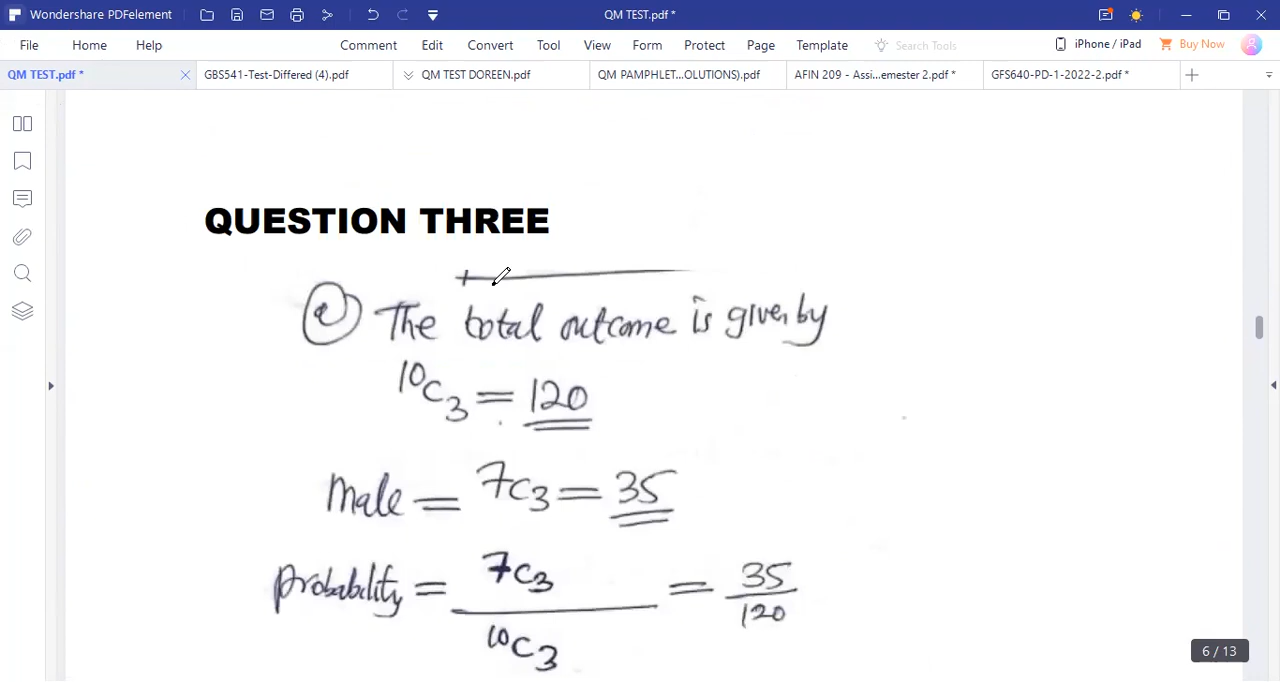 Wondershare PDFelement
QM TEST.pdf *
File Home Help Comment Edit Convert Tool View Form Protect Page Template Search Tools iPhone / iPad Buy Now
QM TEST.pdf * GBS541-Test-Differed (4).pdf QM TEST DOREEN.pdf QM PAMPHLET...OLUTIONS).pdf AFIN 209 - Assi...emester 2.pdf * GFS640-PD-1-2022-2.pdf *
QUESTION THREE
The total outcome is given by
10C3 = 120
Male = 7C3 = 35
Probability = 7C3 / 10C3 = 35 / 120
6 / 13